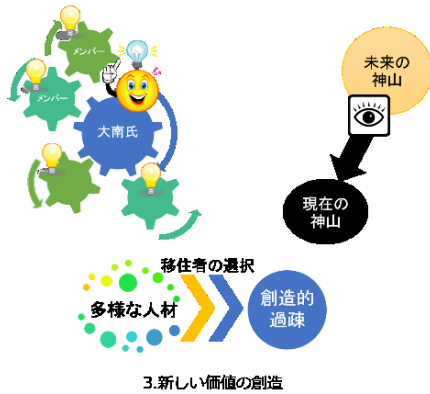 メンバー
メンバー
大南氏
未来の
神山
現在の
神山
移住者の選択
多様な人材
創造的
過疎
3.新しい価値の創造